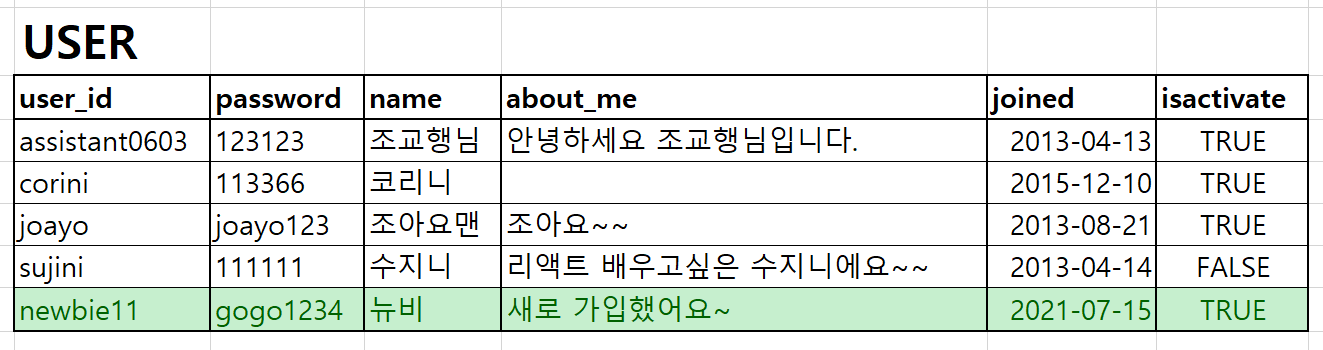 USER
user_id password name about_me joined isactivate
assistant0603 123123 조교행님 안녕하세요 조교행님입니다. 2013-04-13 TRUE
corini 113366 코리니 2015-12-10 TRUE
joayo joayo123 조아요맨 조아요~~ 2013-08-21 TRUE
sujini 111111 수지니 리액트 배우고싶은 수지니에요~~ 2013-04-14 FALSE
newbie11 gogo1234 뉴비 새로 가입했어요~ 2021-07-15 TRUE